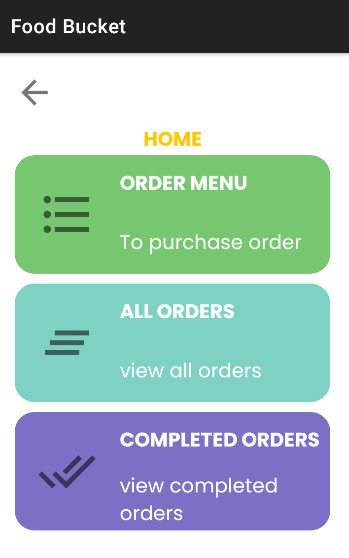 Food Bucket
HOME
ORDER MENU
To purchase order
ALL ORDERS
view all orders
COMPLETED ORDERS
view completed
orders